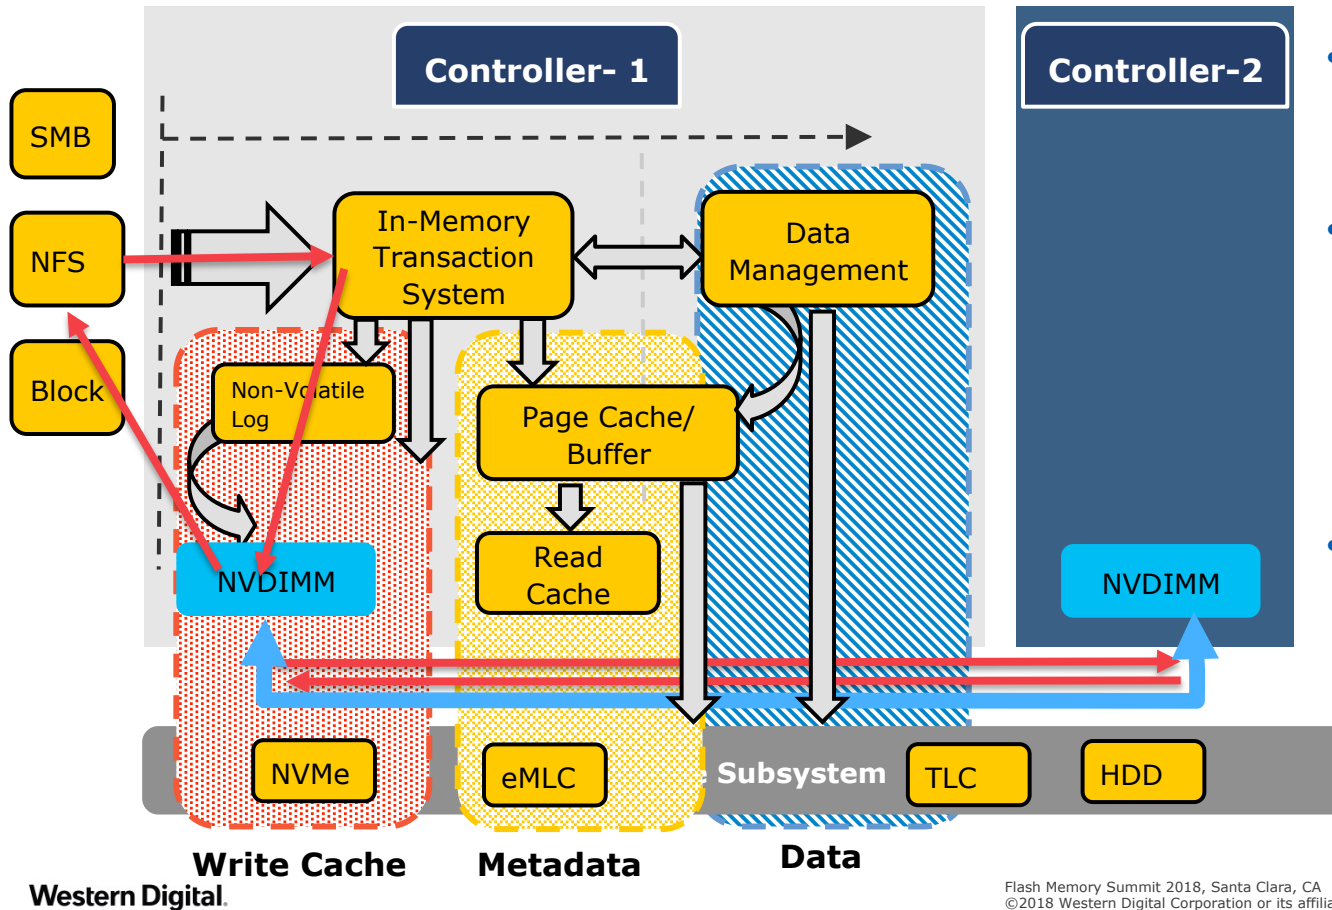 Controller- 1
Controller-2
SMB
In-Memory
Transaction
System
Data
Management
NFS
Block
Non-Volatile
Log
Page Cache/
Buffer
Read
Cache
NVDIMM
NVDIMM
NVMe
eMLC
Subsystem
TLC
HDD
Write Cache
Metadata
Data
Western Digital.
Flash Memory Summit 2018, Santa Clara, CA
©2018 Western Digital Corporation or its